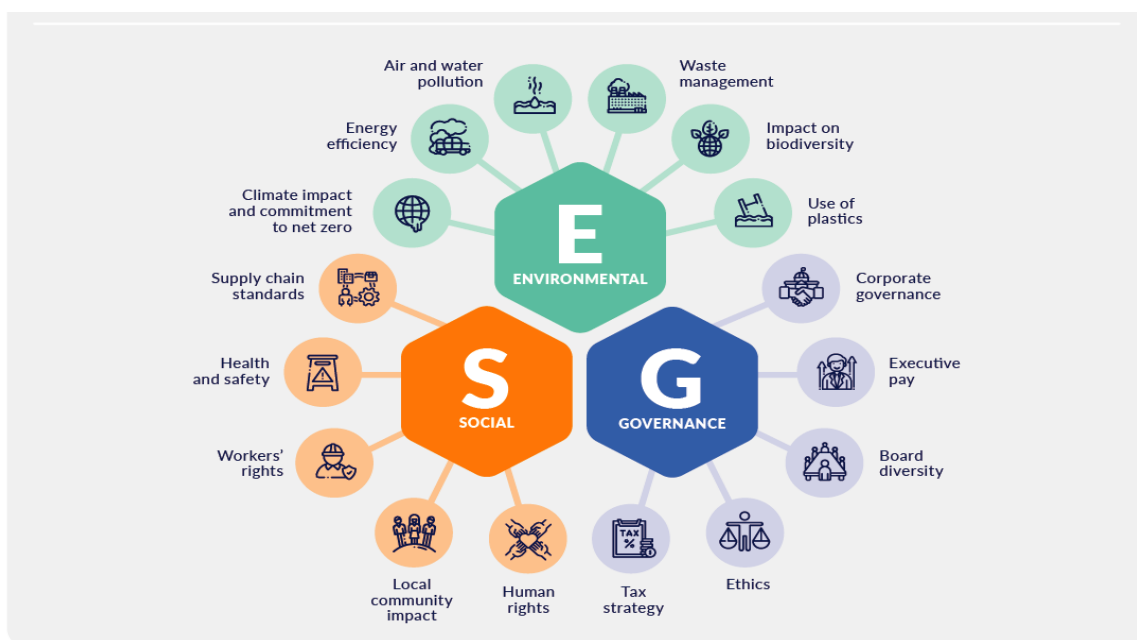 Air and water
pollution
Waste
management
Energy
efficiency
Impact on
biodiversity
Climate impact
and commitment
to net zero
Use of
plastics
E
ENVIRONMENTAL
Supply chain
standards
Corporate
governance
Health
and safety
S
SOCIAL
G
GOVERNANCE
Executive
pay
Workers'
rights
Board
diversity
TAX
%
Local
community
impact
Human
rights
Tax
strategy
Ethics